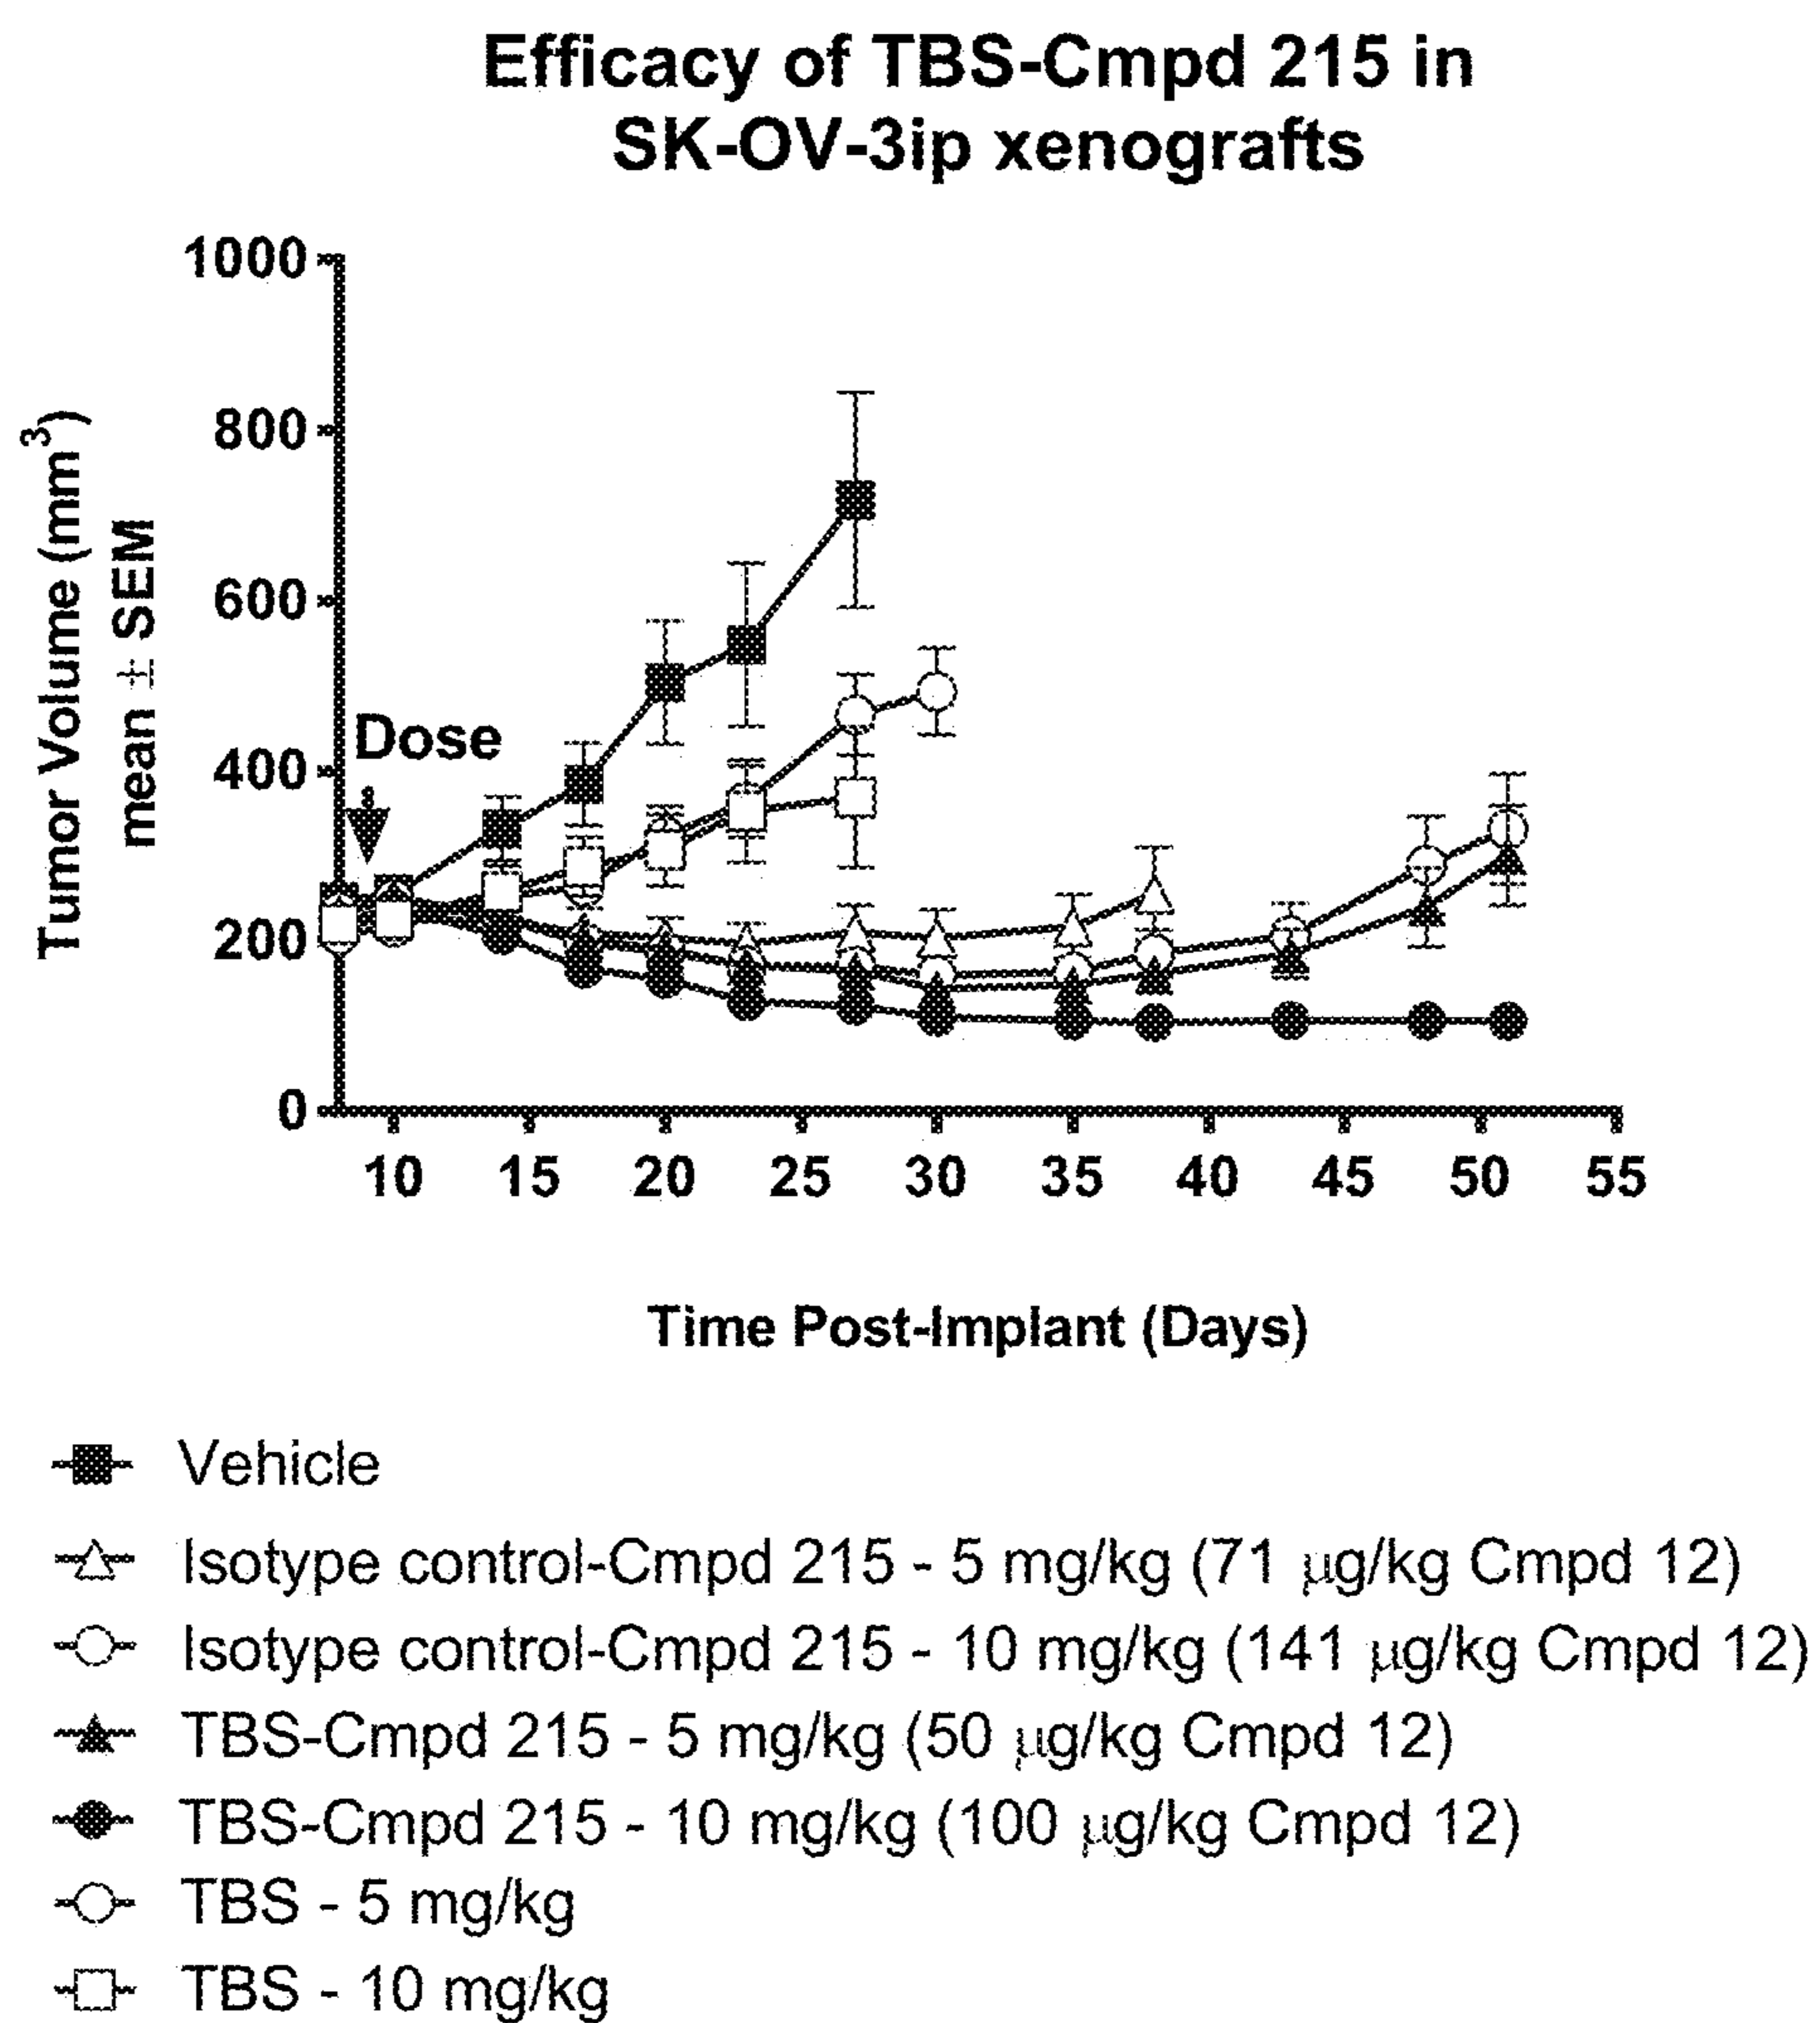 Efficacy of TBS-Cmpd 215 in
SK-OV-3ip xenografts
Tumor Volume (mm³)
mean ± SEM
1000
800
600
400
200
0
Dose
10 15 20 25 30 35 40 45 50 55
Time Post-Implant (Days)
Vehicle
Isotype control-Cmpd 215 - 5 mg/kg (71 μg/kg Cmpd 12)
Isotype control-Cmpd 215 - 10 mg/kg (141 μg/kg Cmpd 12)
TBS-Cmpd 215 - 5 mg/kg (50 μg/kg Cmpd 12)
TBS-Cmpd 215 - 10 mg/kg (100 μg/kg Cmpd 12)
TBS - 5 mg/kg
TBS - 10 mg/kg